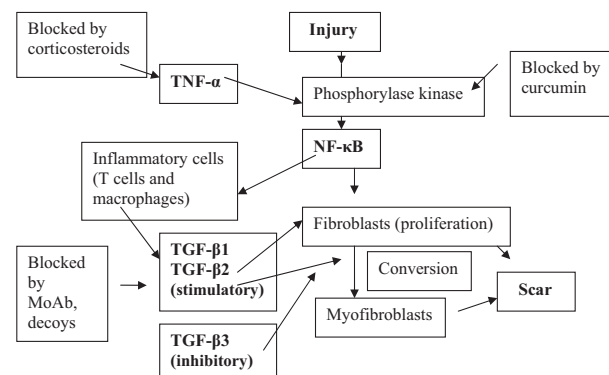 Blocked by
corticosteroids
Injury
TNF-α
Phosphorylase kinase
Blocked by
curcumin
NF-κB
Inflammatory cells
(T cells and
macrophages)
Fibroblasts (proliferation)
TGF-β1
TGF-β2
(stimulatory)
Blocked
by
MoAb,
decoys
Conversion
Scar
Myofibroblasts
TGF-β3
(inhibitory)